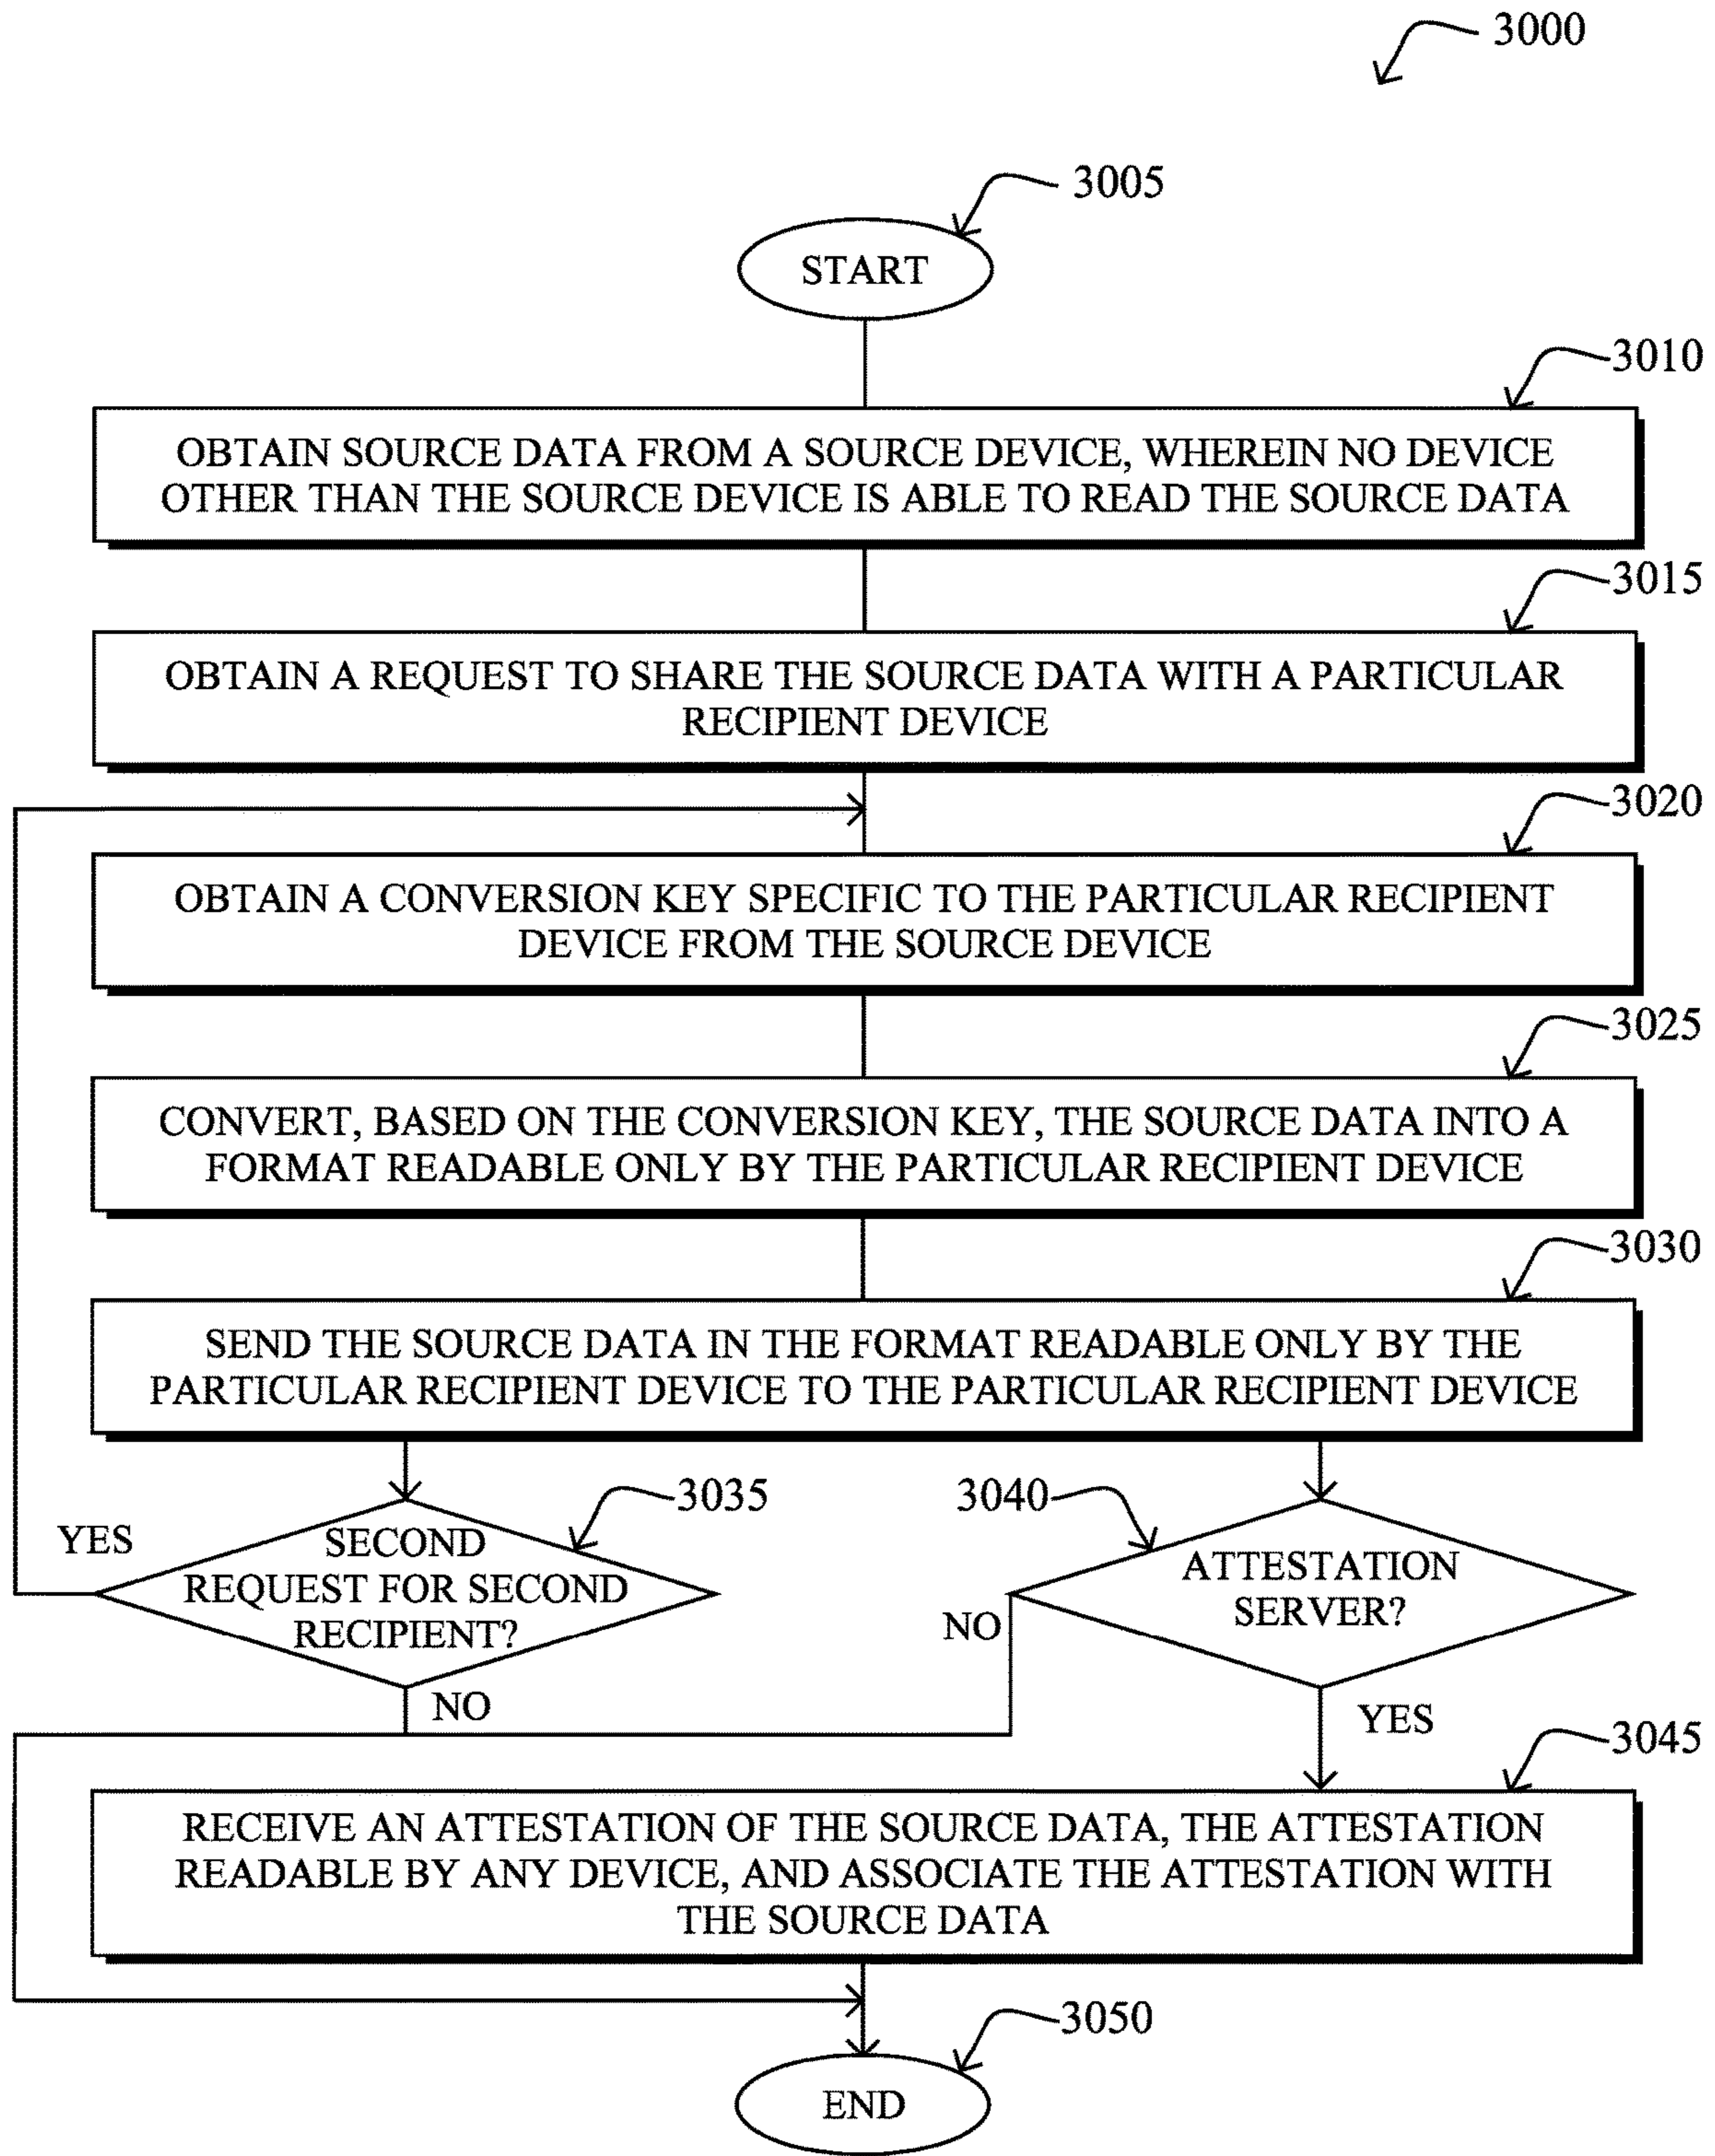 3000
3005
START
3010
OBTAIN SOURCE DATA FROM A SOURCE DEVICE, WHEREIN NO DEVICE
OTHER THAN THE SOURCE DEVICE IS ABLE TO READ THE SOURCE DATA
3015
OBTAIN A REQUEST TO SHARE THE SOURCE DATA WITH A PARTICULAR
RECIPIENT DEVICE
3020
OBTAIN A CONVERSION KEY SPECIFIC TO THE PARTICULAR RECIPIENT
DEVICE FROM THE SOURCE DEVICE
3025
CONVERT, BASED ON THE CONVERSION KEY, THE SOURCE DATA INTO A
FORMAT READABLE ONLY BY THE PARTICULAR RECIPIENT DEVICE
3030
SEND THE SOURCE DATA IN THE FORMAT READABLE ONLY BY THE
PARTICULAR RECIPIENT DEVICE TO THE PARTICULAR RECIPIENT DEVICE
3035
YES
SECOND
REQUEST FOR SECOND
RECIPIENT?
NO
3040
ATTESTATION
SERVER?
NO
YES
3045
RECEIVE AN ATTESTATION OF THE SOURCE DATA, THE ATTESTATION
READABLE BY ANY DEVICE, AND ASSOCIATE THE ATTESTATION WITH
THE SOURCE DATA
3050
END